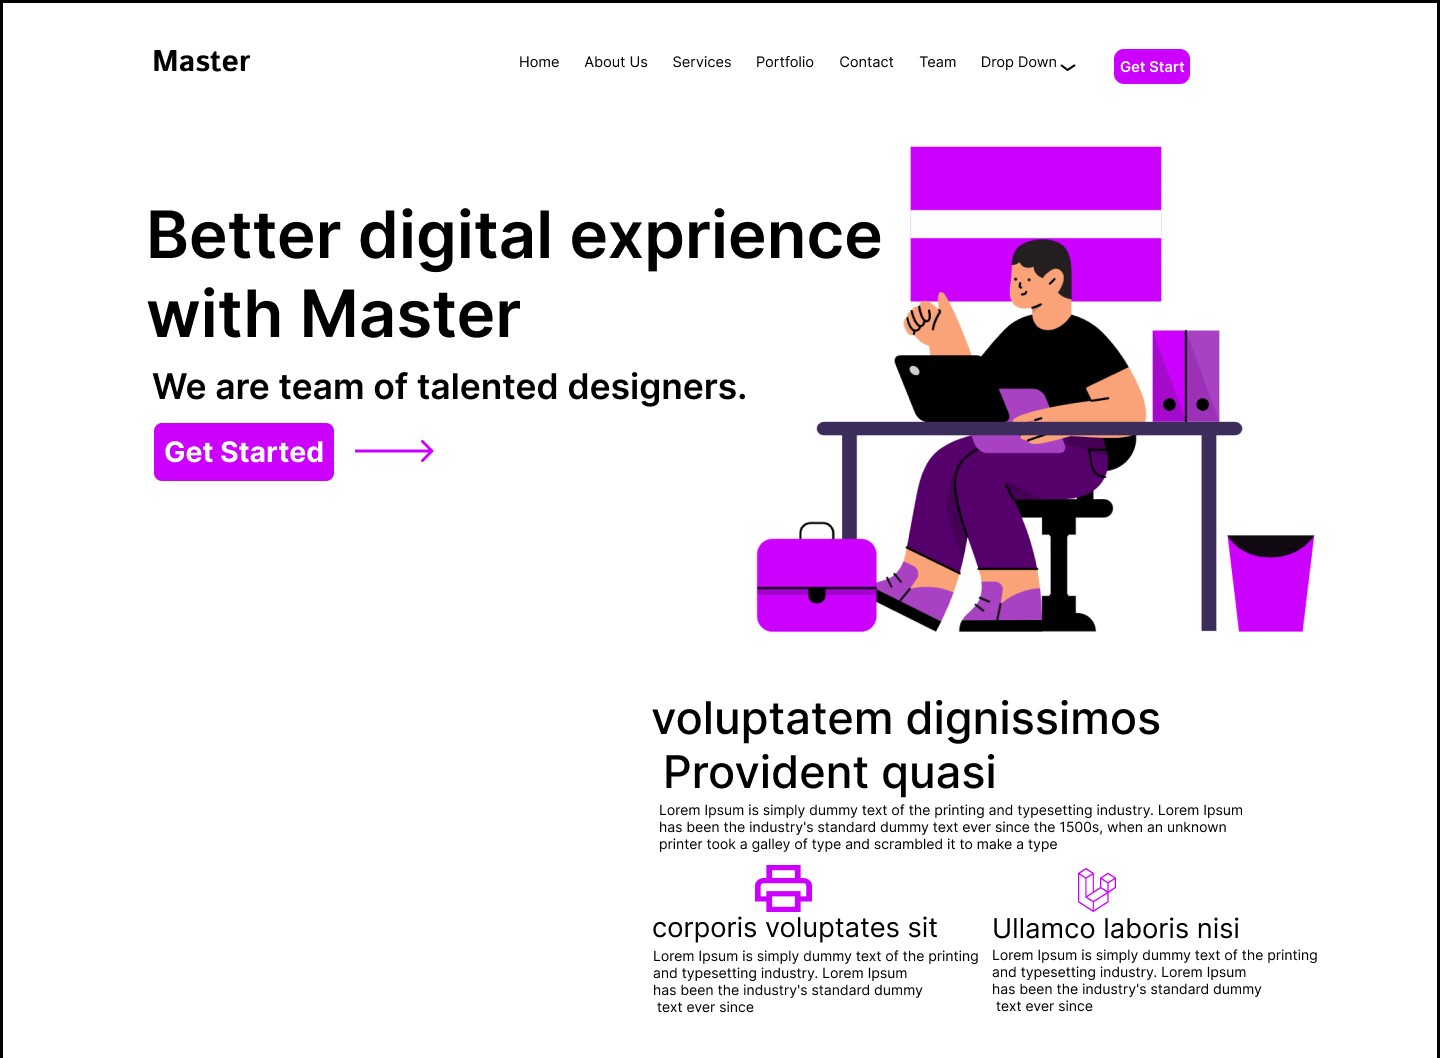 Master
Home About Us Services Portfolio Contact Team Drop Down Get Start
Better digital exprience
with Master
We are team of talented designers.
Get Started
voluptatem dignissimos
Provident quasi
Lorem Ipsum is simply dummy text of the printing and typesetting industry. Lorem Ipsum
has been the industry's standard dummy text ever since the 1500s, when an unknown
printer took a galley of type and scrambled it to make a type
corporis voluptates sit
Lorem Ipsum is simply dummy text of the printing
and typesetting industry. Lorem Ipsum
has been the industry's standard dummy
text ever since
Ullamco laboris nisi
Lorem Ipsum is simply dummy text of the printing
and typesetting industry. Lorem Ipsum
has been the industry's standard dummy
text ever since